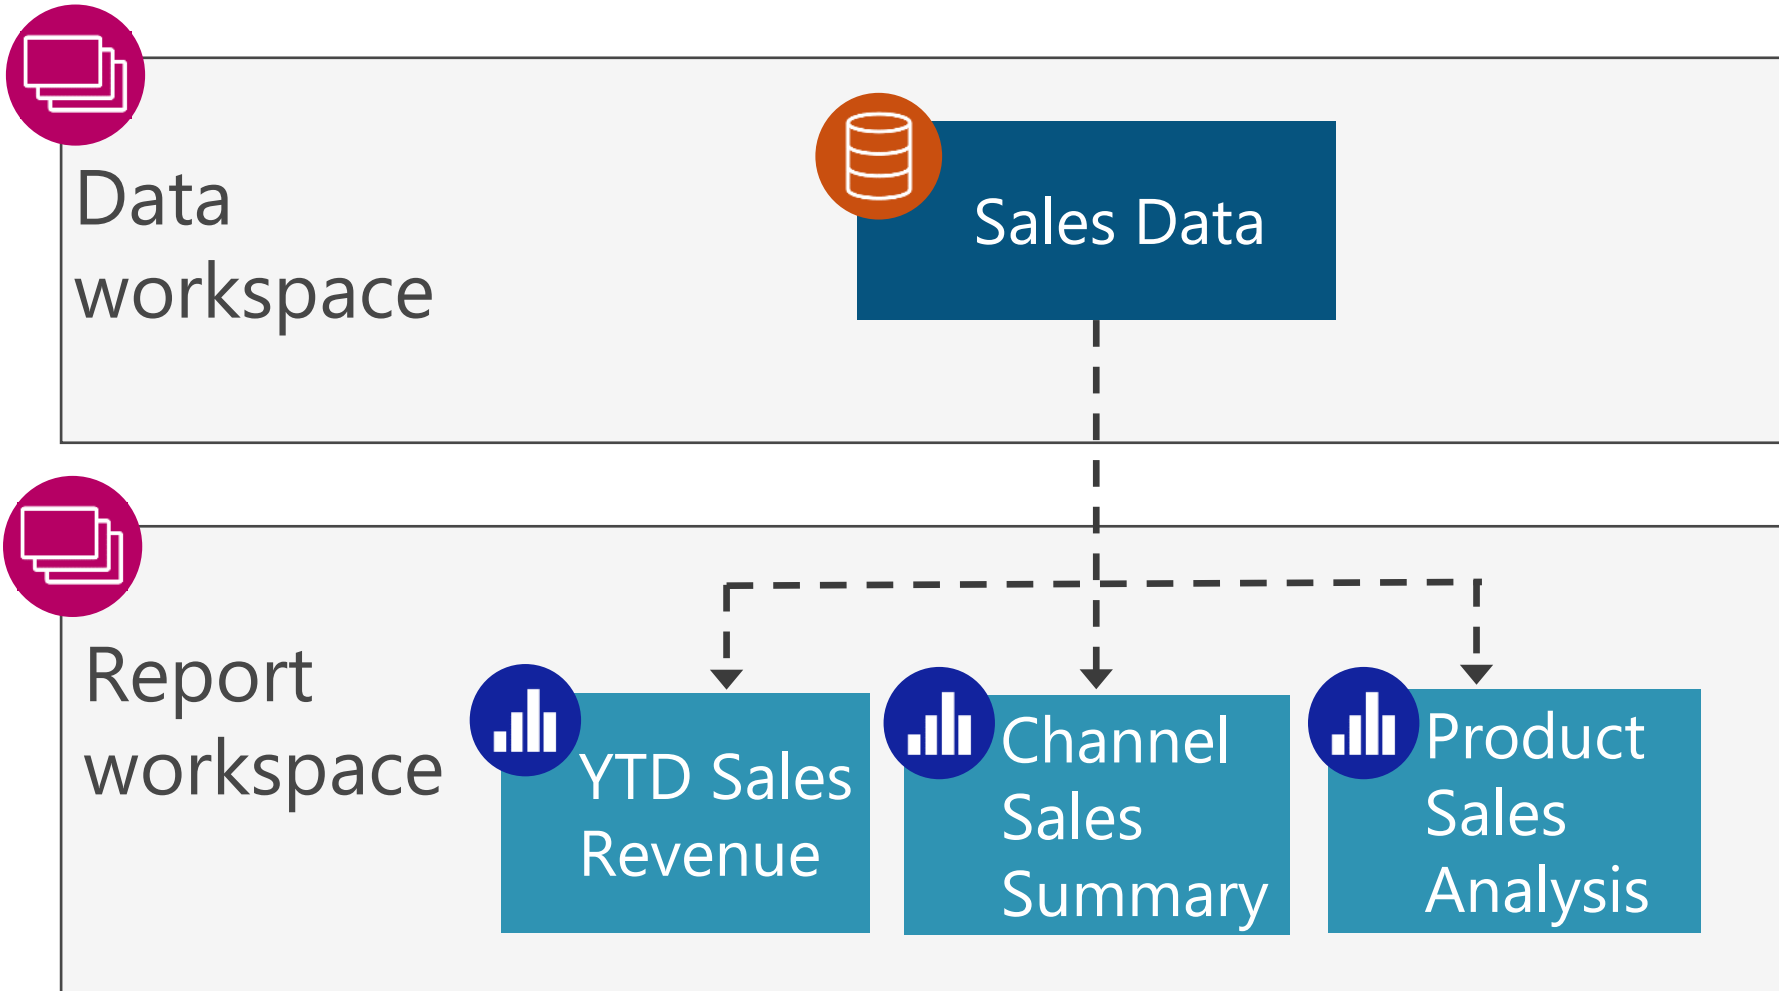 Data
workspace
Sales Data
Report
workspace
YTD Sales
Revenue
Channel
Sales
Summary
Product
Sales
Analysis